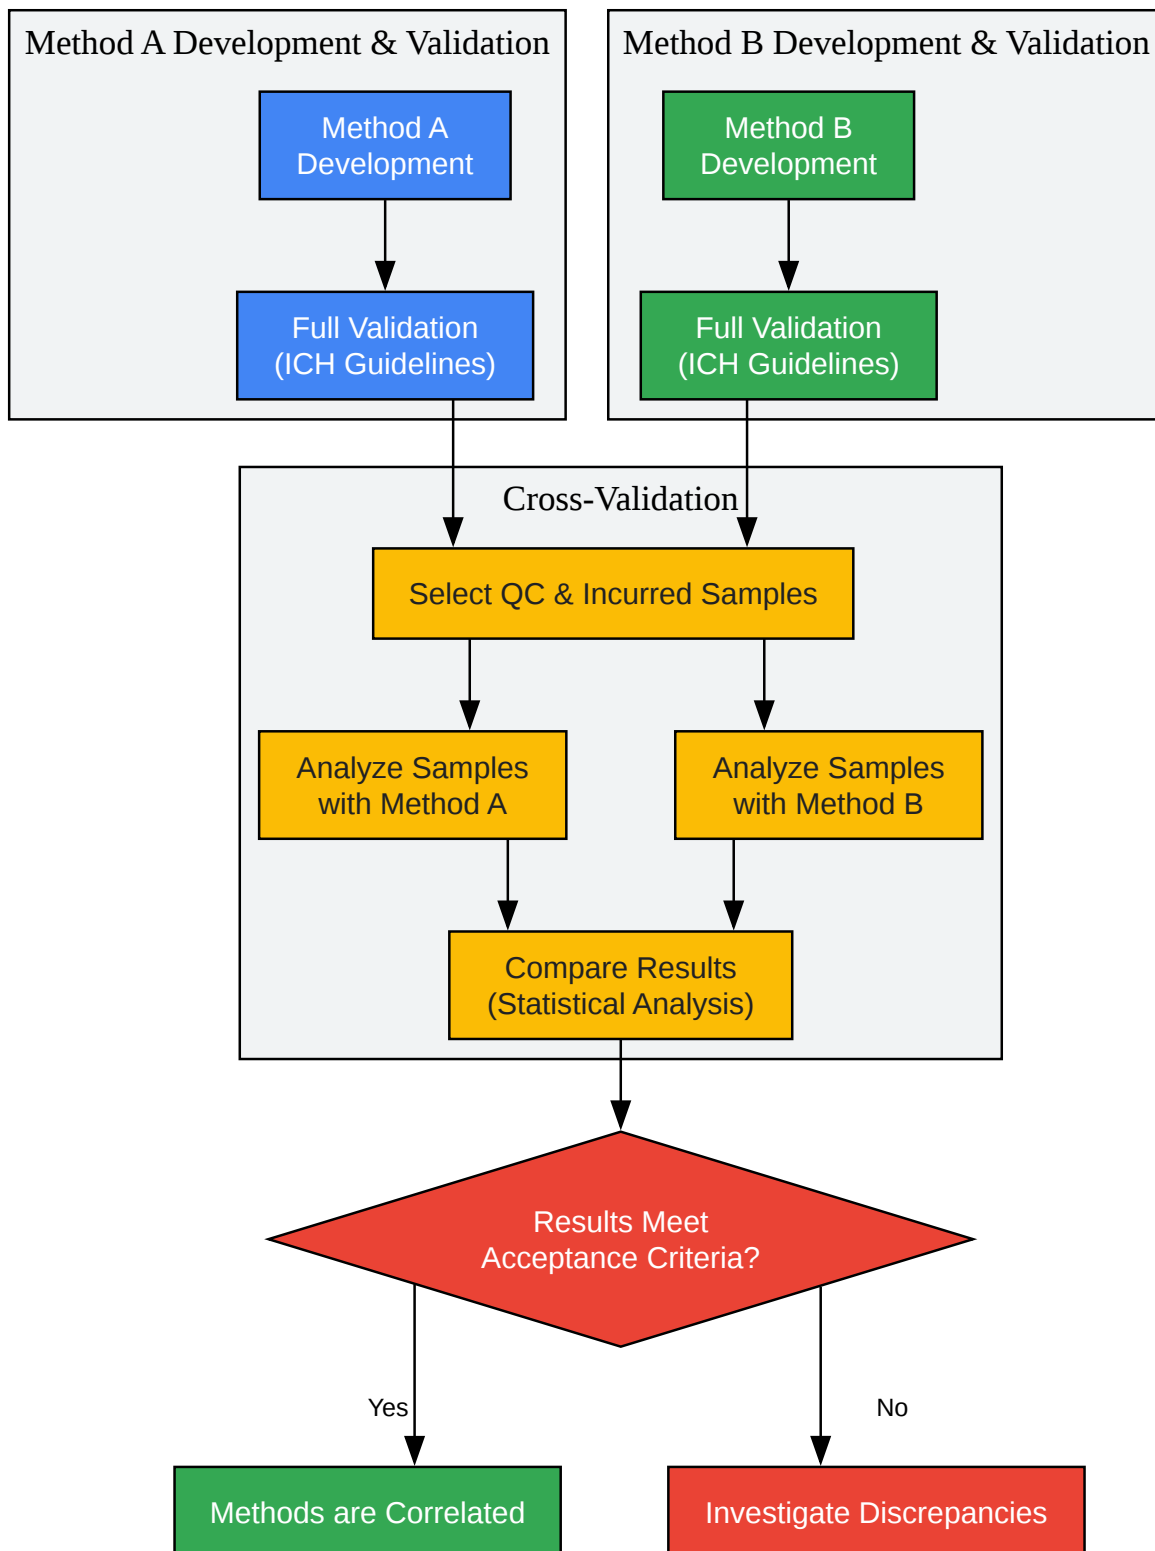 Method A Development & Validation
Method B Development & Validation
Method A
Development
Method B
Development
Full Validation
(ICH Guidelines)
Full Validation
(ICH Guidelines)
Cross-Validation
Select QC & Incurred Samples
Analyze Samples
with Method A
Analyze Samples
with Method B
Compare Results
(Statistical Analysis)
Results Meet
Acceptance Criteria?
Yes
No
Methods are Correlated
Investigate Discrepancies